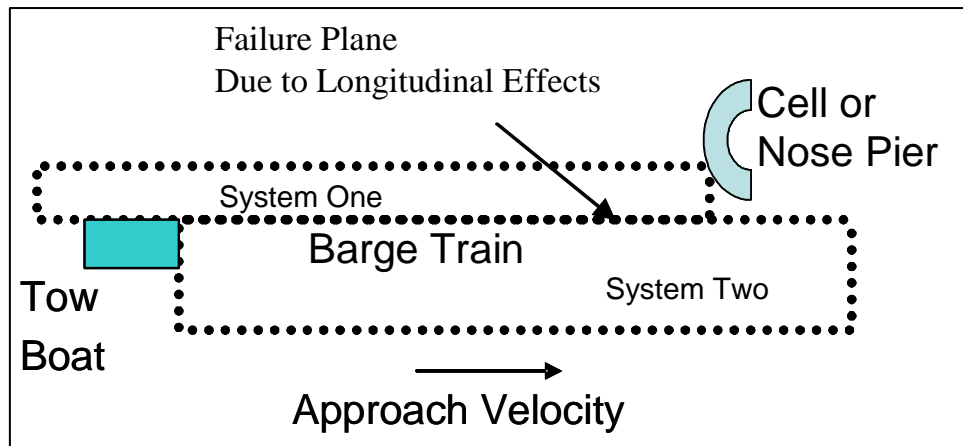 Failure Plane
Due to Longitudinal Effects
Cell or
Nose Pier
System One
Barge Train
System Two
Tow
Boat
Approach Velocity